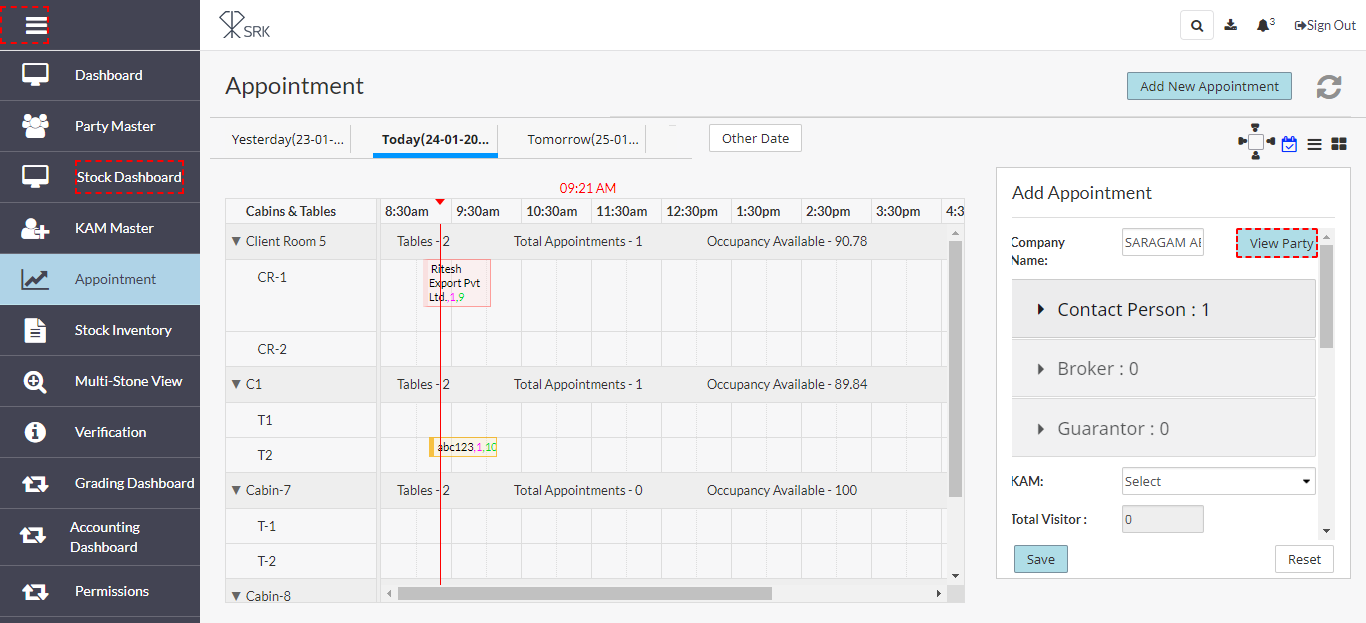 SRK
3
Sign Out
Dashboard
Party Master
Stock Dashboard
KAM Master
Appointment
Stock Inventory
Multi-Stone View
Verification
Grading Dashboard
Accounting
Dashboard
Permissions
Appointment
Add New Appointment
Yesterday(23-01-...
Today(24-01-20...
Tomorrow(25-01...
Other Date
09:21 AM
Cabins & Tables
8:30am 9:30am 10:30am 11:30am 12:30pm 1:30pm 2:30pm 3:30pm 4:3
Client Room 5 Tables - 2 Total Appointments - 1 Occupancy Available - 90.78
CR-1
Ritesh
Export Pvt
Ltd.,1,9
CR-2
C1 Tables - 2 Total Appointments - 1 Occupancy Available - 89.84
T1
T2
abc123,1,10
Cabin-7 Tables - 2 Total Appointments - 0 Occupancy Available - 100
T-1
T-2
Cabin-8
Add Appointment
Company
Name:
SARAGAM AE
View Party
Contact Person : 1
Broker : 0
Guarantor : 0
KAM:
Select
Total Visitor :
0
Save
Reset